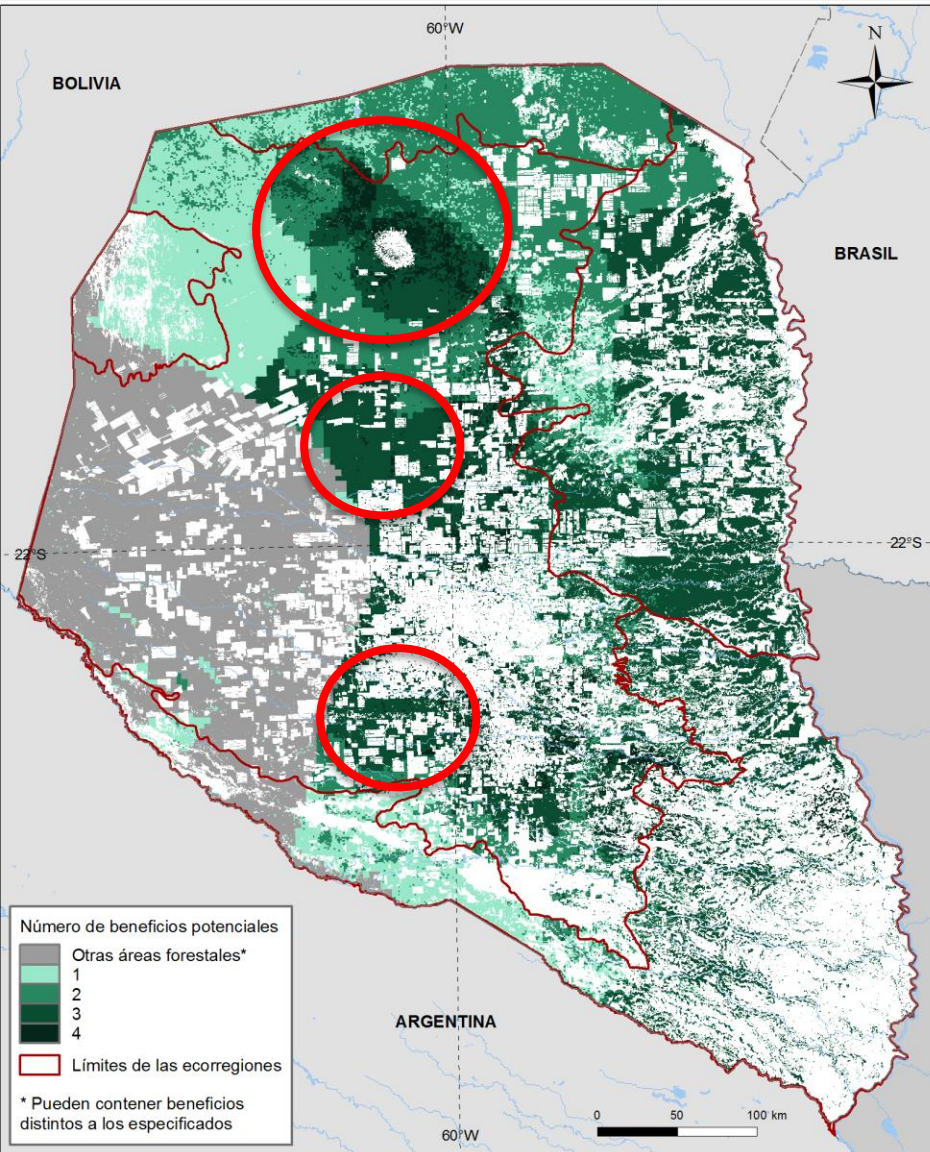 60°W
N
BOLIVIA
BRASIL
22°S
22°S
Número de beneficios potenciales
Otras áreas forestales*
1
2
3
4
Límites de las ecorregiones
* Pueden contener beneficios
distintos a los especificados
ARGENTINA
0 50 100 km
60°W